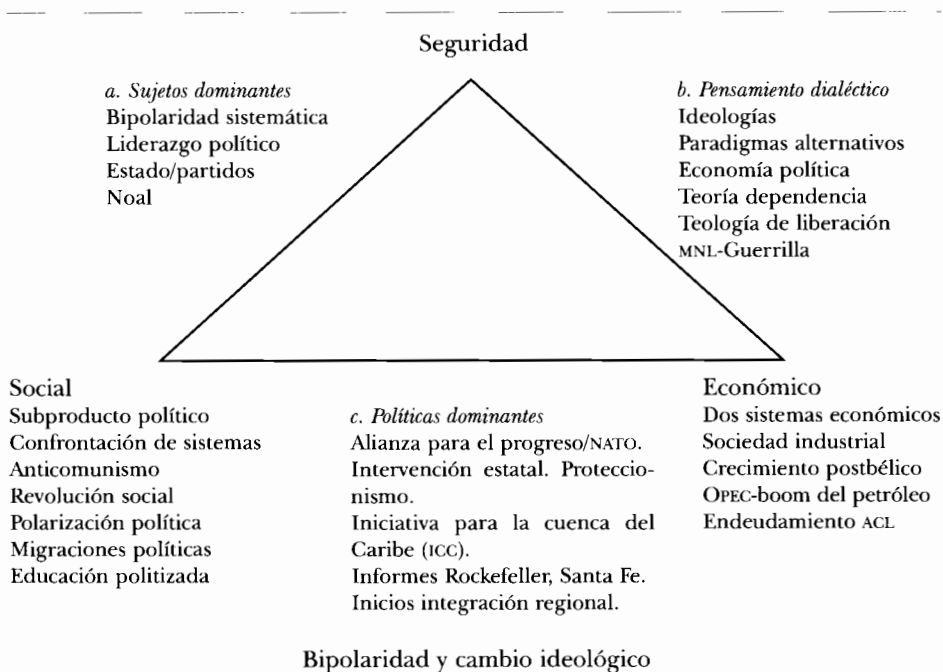 Seguridad
a. Sujetos dominantes
Bipolaridad sistemática
Liderazgo político
Estado/partidos
Noal
b. Pensamiento dialéctico
Ideologías
Paradigmas alternativos
Economía política
Teoría dependencia
Teología de liberación
MNL-Guerrilla
Social
Subproducto político
Confrontación de sistemas
Anticomunismo
Revolución social
Polarización política
Migraciones políticas
Educación politizada
c. Políticas dominantes
Alianza para el progreso/NATO.
Intervención estatal. Proteccio-
nismo.
Iniciativa para la cuenca del
Caribe (ICC).
Informes Rockefeller, Santa Fe.
Inicios integración regional.
Económico
Dos sistemas económicos
Sociedad industrial
Crecimiento postbélico
OPEC-boom del petróleo
Endeudamiento ACL
Bipolaridad y cambio ideológico